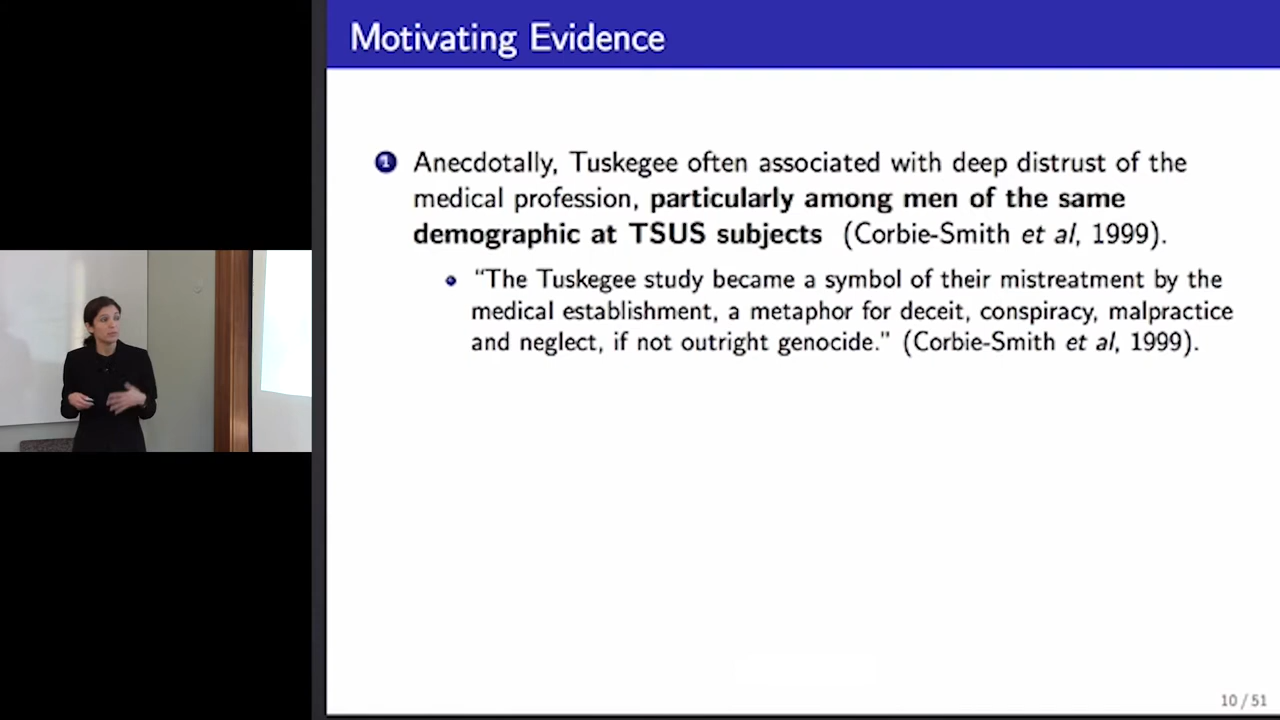 Motivating Evidence
1 Anecdotally, Tuskegee often associated with deep distrust of the
medical profession, particularly among men of the same
demographic at TSUS subjects (Corbie-Smith et al, 1999).
• “The Tuskegee study became a symbol of their mistreatment by the
medical establishment, a metaphor for deceit, conspiracy, malpractice
and neglect, if not outright genocide.” (Corbie-Smith et al, 1999).
10 / 51